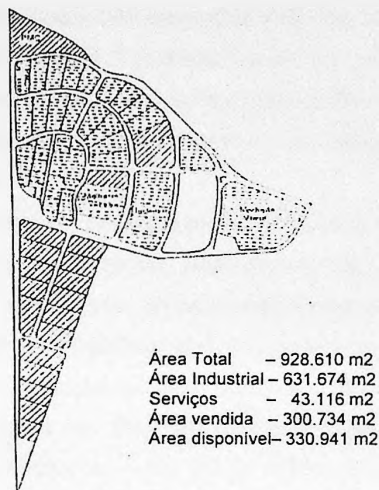 Área Total – 928.610 m2
Área Industrial – 631.674 m2
Serviços – 43.116 m2
Área vendida – 300.734 m2
Área disponível– 330.941 m2